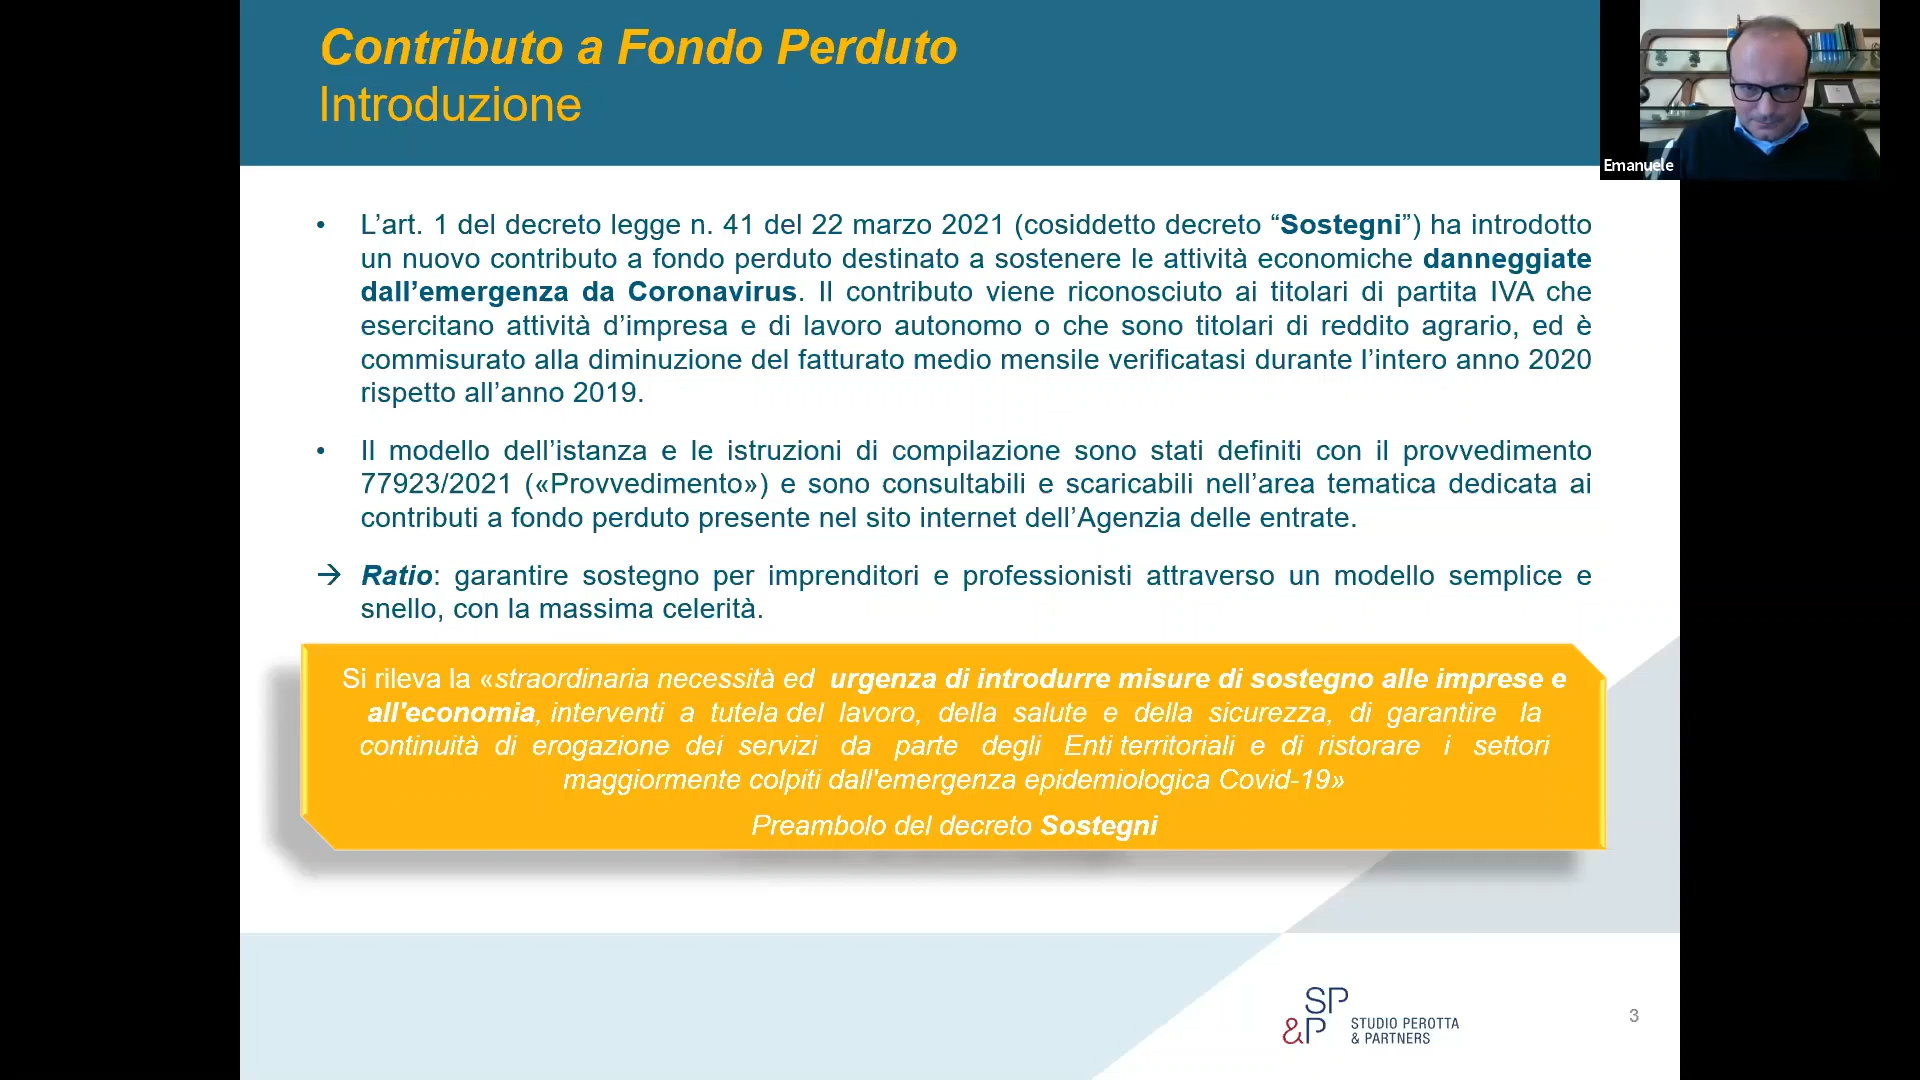 Contributo a Fondo Perduto
Introduzione
Emanuele
• L’art. 1 del decreto legge n. 41 del 22 marzo 2021 (cosiddetto decreto “Sostegni”) ha introdotto
un nuovo contributo a fondo perduto destinato a sostenere le attività economiche danneggiate
dall’emergenza da Coronavirus. Il contributo viene riconosciuto ai titolari di partita IVA che
esercitano attività d’impresa e di lavoro autonomo o che sono titolari di reddito agrario, ed è
commisurato alla diminuzione del fatturato medio mensile verificatasi durante l’intero anno 2020
rispetto all’anno 2019.
• Il modello dell’istanza e le istruzioni di compilazione sono stati definiti con il provvedimento
77923/2021 («Provvedimento») e sono consultabili e scaricabili nell’area tematica dedicata ai
contributi a fondo perduto presente nel sito internet dell’Agenzia delle entrate.
→ Ratio: garantire sostegno per imprenditori e professionisti attraverso un modello semplice e
snello, con la massima celerità.
Si rileva la «straordinaria necessità ed urgenza di introdurre misure di sostegno alle imprese e
all'economia, interventi a tutela del lavoro, della salute e della sicurezza, di garantire la
continuità di erogazione dei servizi da parte degli Enti territoriali e di ristorare i settori
maggiormente colpiti dall'emergenza epidemiologica Covid-19»
Preambolo del decreto Sostegni
SP
&P
STUDIO PEROTTA
& PARTNERS
3